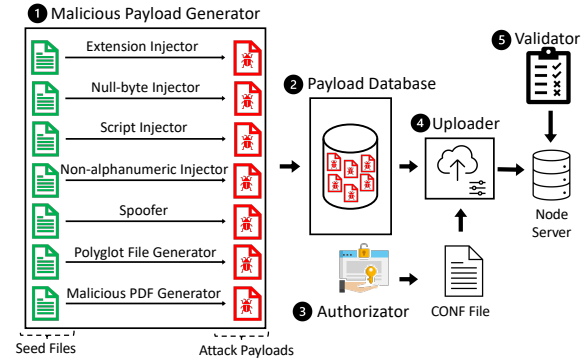 1 Malicious Payload Generator
Extension Injector
Null-byte Injector
Script Injector
Non-alphanumeric Injector
Spoofer
Polyglot File Generator
Malicious PDF Generator
Seed Files
Attack Payloads
2 Payload Database
3 Authorizator
CONF File
4 Uploader
5 Validator
Node
Server